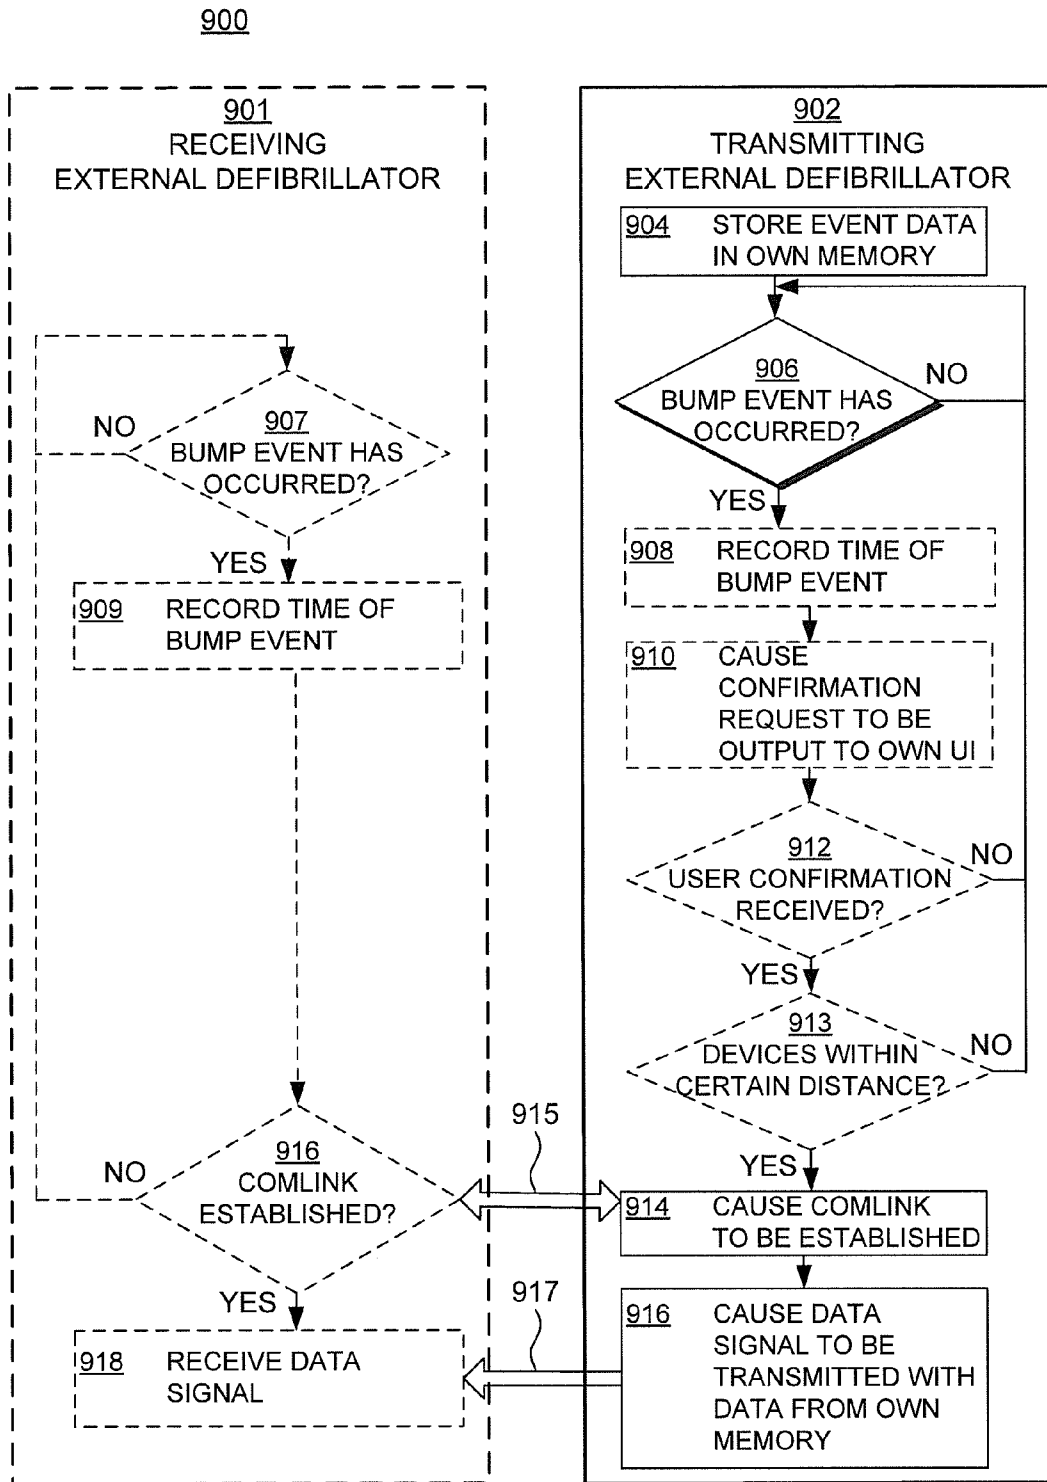 900
901
RECEIVING
EXTERNAL DEFIBRILLATOR
907
BUMP EVENT HAS
OCCURRED?
NO
YES
909 RECORD TIME OF
BUMP EVENT
916
COMLINK
ESTABLISHED?
NO
YES
918 RECEIVE DATA
SIGNAL
915
917
902
TRANSMITTING
EXTERNAL DEFIBRILLATOR
904 STORE EVENT DATA
IN OWN MEMORY
906
BUMP EVENT HAS
OCCURRED?
NO
YES
908 RECORD TIME OF
BUMP EVENT
910 CAUSE
CONFIRMATION
REQUEST TO BE
OUTPUT TO OWN UI
912
USER CONFIRMATION
RECEIVED?
NO
YES
913
DEVICES WITHIN
CERTAIN DISTANCE?
NO
YES
914 CAUSE COMLINK
TO BE ESTABLISHED
916 CAUSE DATA
SIGNAL TO BE
TRANSMITTED WITH
DATA FROM OWN
MEMORY